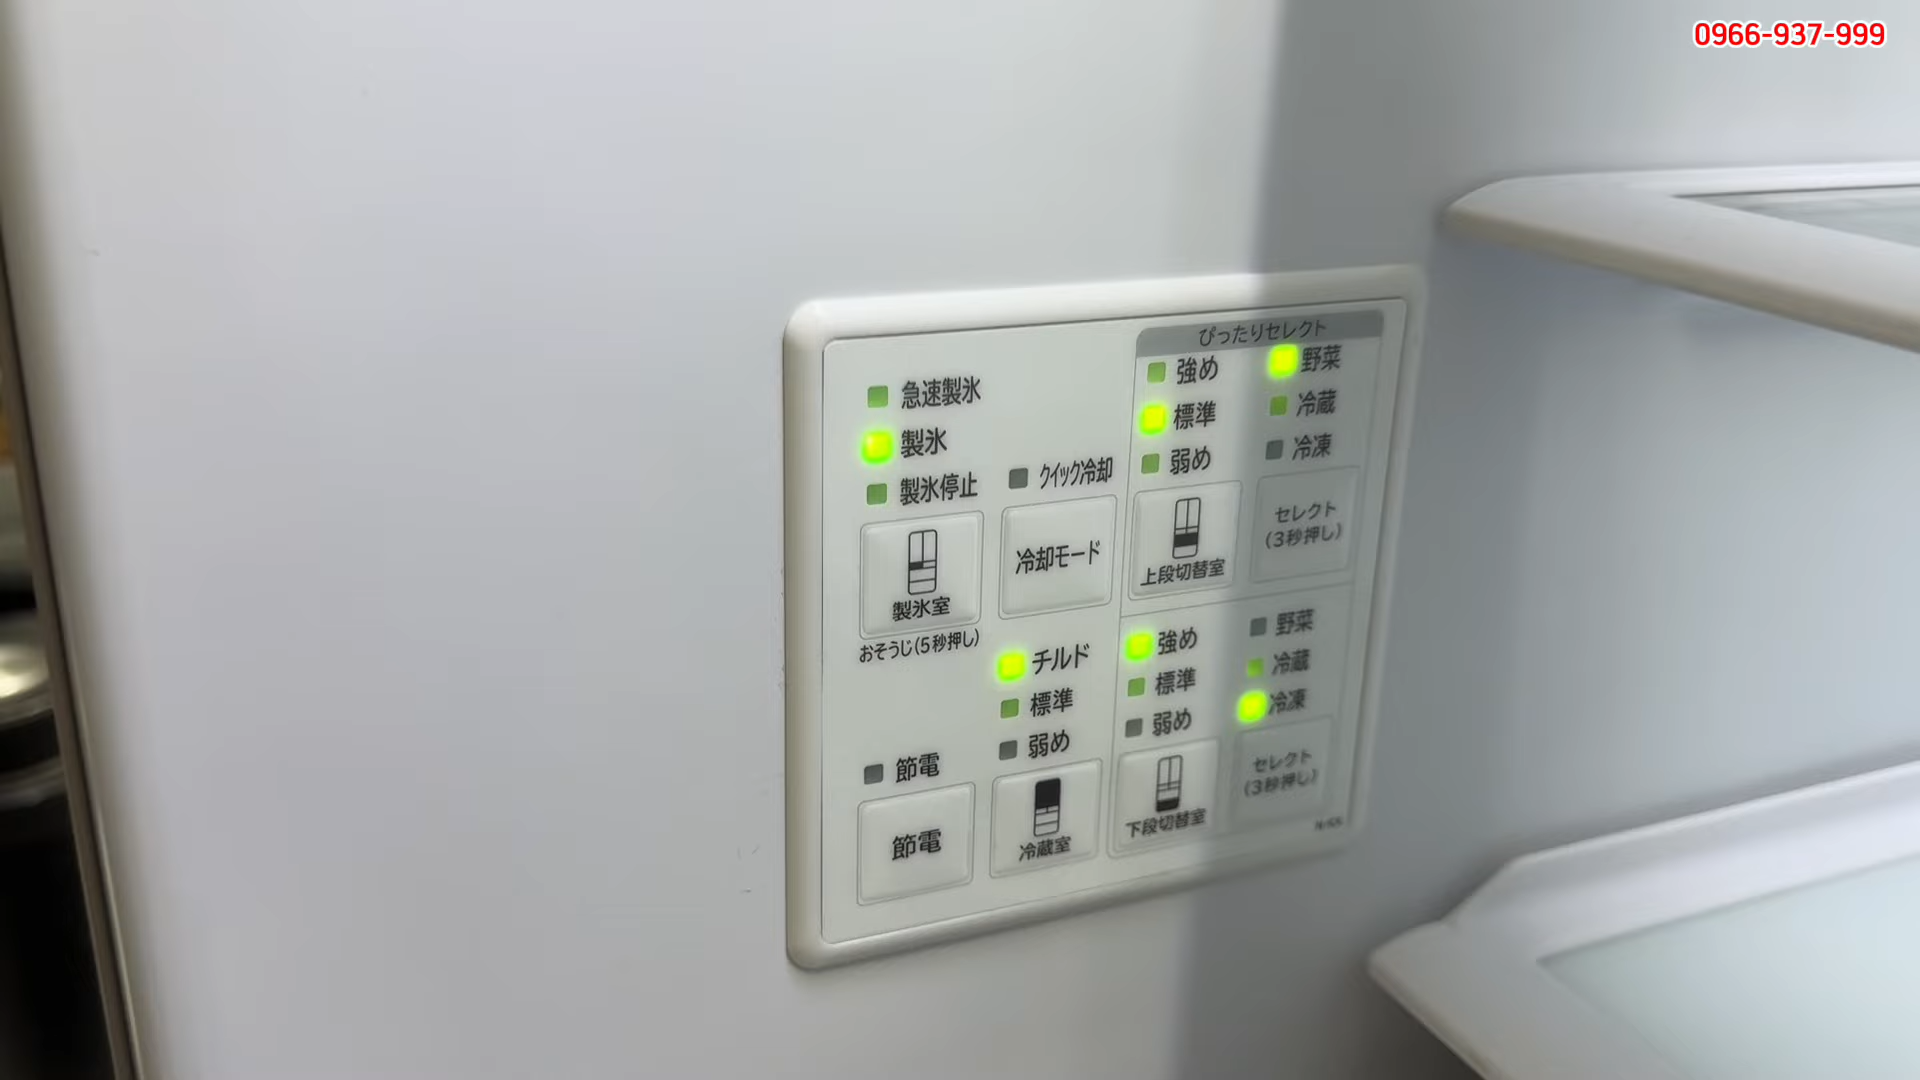 0966-937-999
ぴったりセレクト
急速製氷
製氷
製氷停止
クイック冷却
強め
標準
弱め
野菜
冷蔵
冷凍
製氷室
おそうじ(5秒押し)
冷却モード
上段切替室
セレクト
(3秒押し)
チルド
標準
弱め
強め
標準
弱め
野菜
冷蔵
冷凍
節電
節電
冷蔵室
下段切替室
セレクト
(3秒押し)